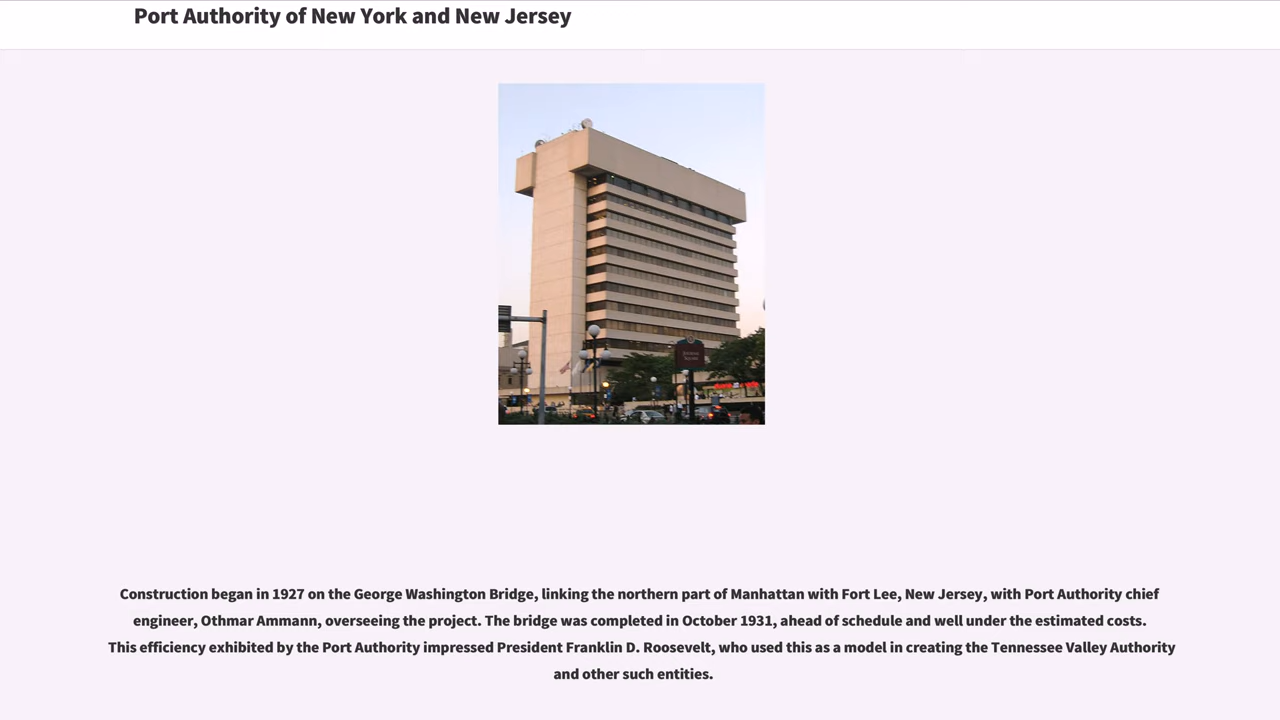 Port Authority of New York and New Jersey
Construction began in 1927 on the George Washington Bridge, linking the northern part of Manhattan with Fort Lee, New Jersey, with Port Authority chief
engineer, Othmar Ammann, overseeing the project. The bridge was completed in October 1931, ahead of schedule and well under the estimated costs.
This efficiency exhibited by the Port Authority impressed President Franklin D. Roosevelt, who used this as a model in creating the Tennessee Valley Authority
and other such entities.